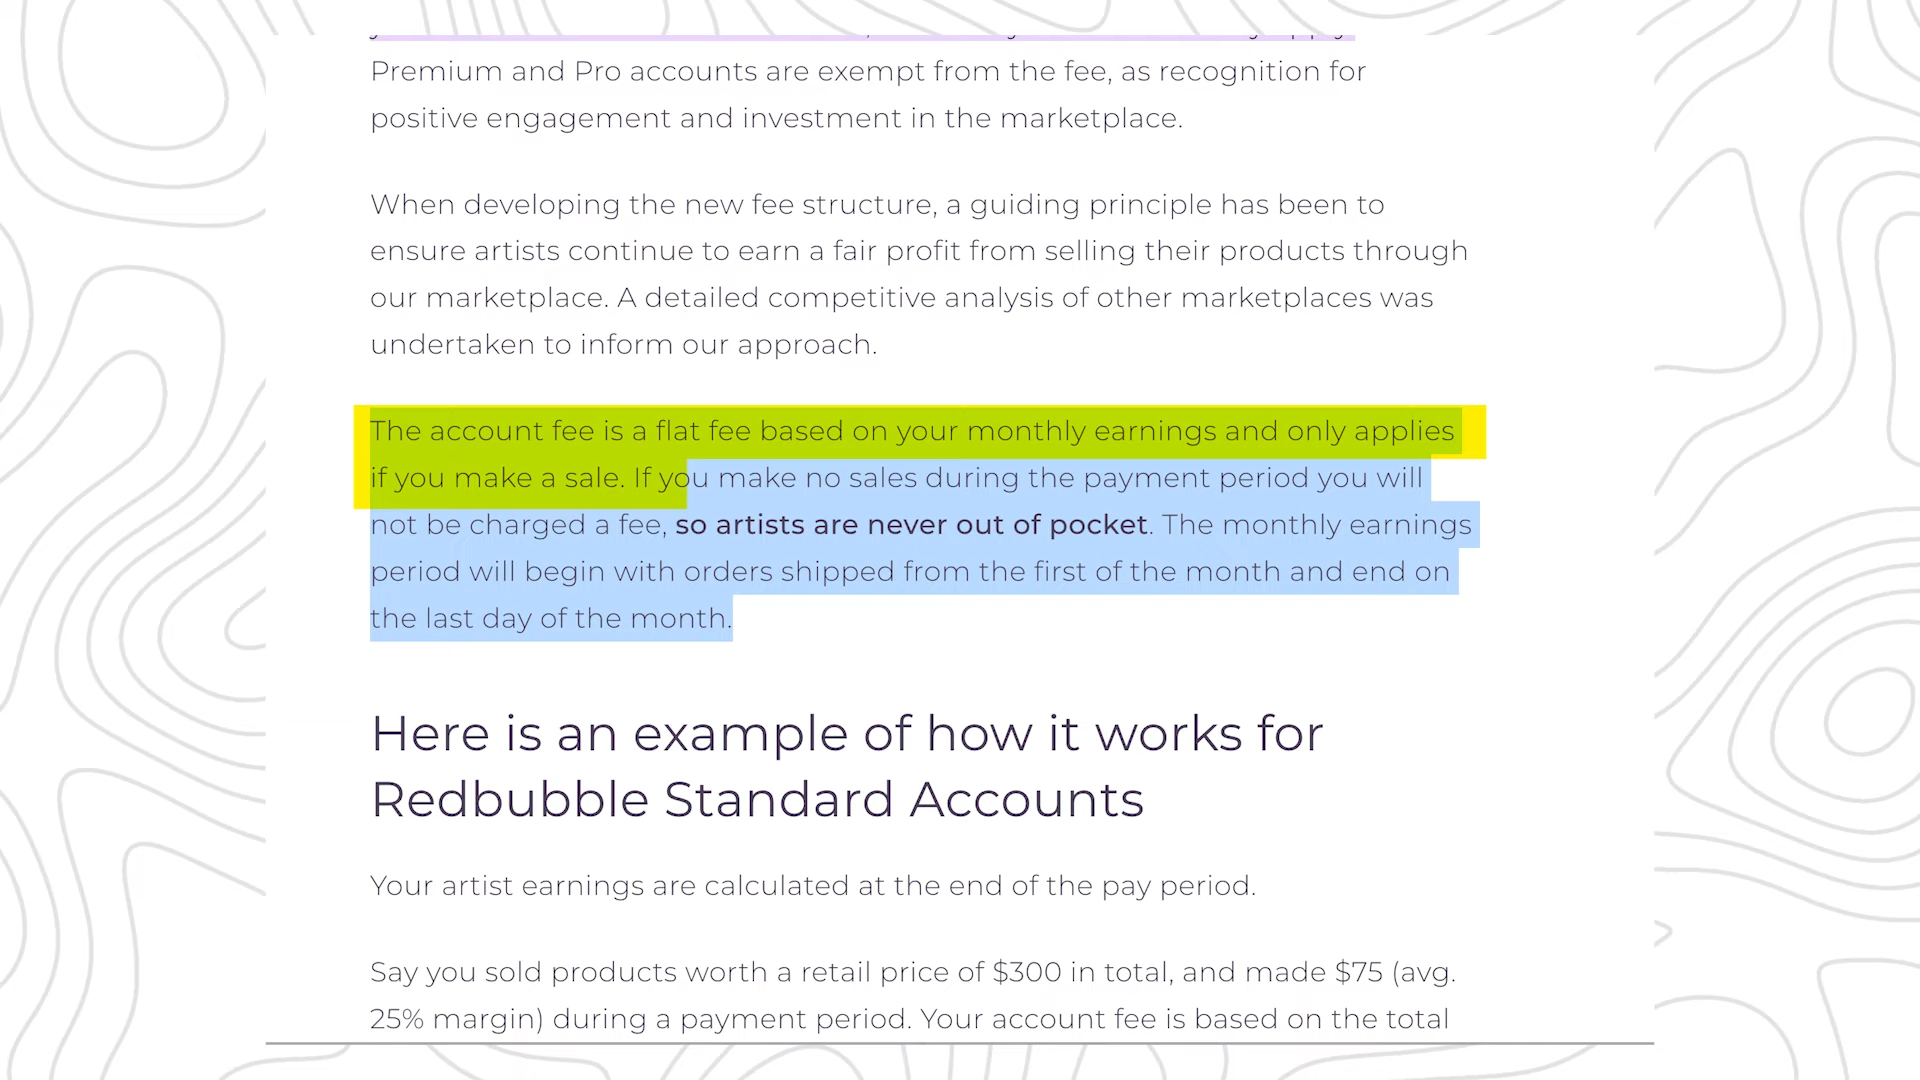 Premium and Pro accounts are exempt from the fee, as recognition for
positive engagement and investment in the marketplace.
When developing the new fee structure, a guiding principle has been to
ensure artists continue to earn a fair profit from selling their products through
our marketplace. A detailed competitive analysis of other marketplaces was
undertaken to inform our approach.
The account fee is a flat fee based on your monthly earnings and only applies
if you make a sale. If you make no sales during the payment period you will
not be charged a fee, so artists are never out of pocket. The monthly earnings
period will begin with orders shipped from the first of the month and end on
the last day of the month.
Here is an example of how it works for
Redbubble Standard Accounts
Your artist earnings are calculated at the end of the pay period.
Say you sold products worth a retail price of $300 in total, and made $75 (avg.
25% margin) during a payment period. Your account fee is based on the total